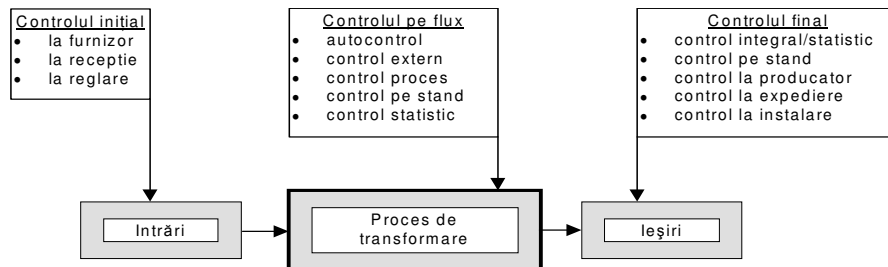 Controlul iniţial
• la furnizor
• la receptie
• la reglare
Controlul pe flux
• autocontrol
• control extern
• control proces
• control pe stand
• control statistic
Controlul final
• control integral/statistic
• control pe stand
• control la producator
• control la expediere
• control la instalare
Intrări
Proces de
transformare
Ieşiri